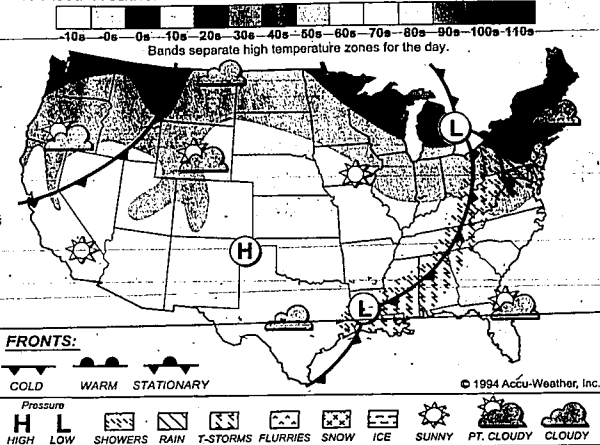 -10s -0s 0s 10s 20s 30s 40s 50s 60s 70s 80s 90s 100s 110s
Bands separate high temperature zones for the day.
L
H
L
FRONTS:
COLD WARM STATIONARY
© 1994 Accu-Weather, Inc.
Pressure
H L
HIGH LOW SHOWERS RAIN T-STORMS FLURRIES SNOW ICE SUNNY PT. CLOUDY CLOUDY